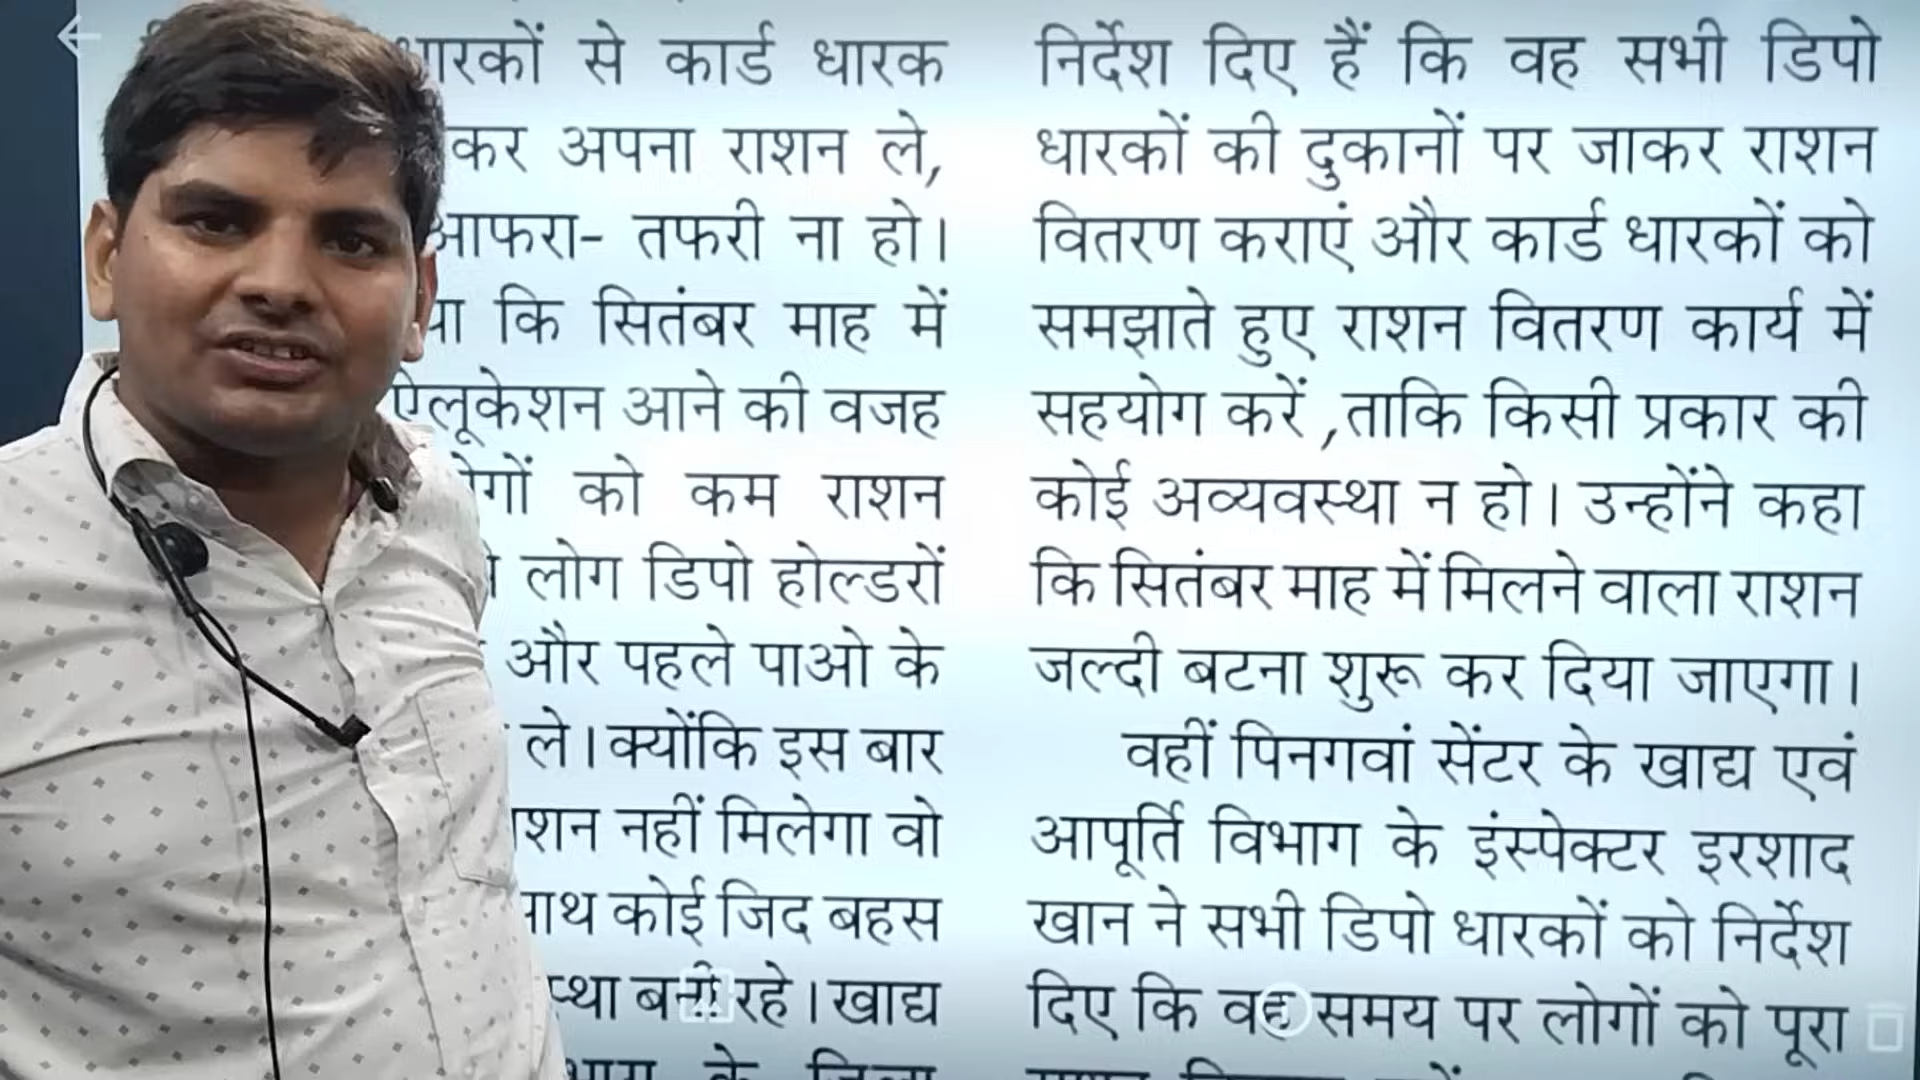 से कार्ड धारक
कर अपना राशन ले,
आफरा- तफरी ना हो।
कि सितंबर माह में
ऐलूकेशन आने की वजह
को कम राशन
लोग डिपो होल्डरों
और पहले पाओ के
ले। क्योंकि इस बार
नहीं मिलेगा वो
कोई जिद बहस
बनी रहे। खाद्य
निर्देश दिए हैं कि वह सभी डिपो
धारकों की दुकानों पर जाकर राशन
वितरण कराएं और कार्ड धारकों को
समझाते हुए राशन वितरण कार्य में
सहयोग करें ,ताकि किसी प्रकार की
कोई अव्यवस्था न हो। उन्होंने कहा
कि सितंबर माह में मिलने वाला राशन
जल्दी बटना शुरू कर दिया जाएगा।
वहीं पिनगवां सेंटर के खाद्य एवं
आपूर्ति विभाग के इंस्पेक्टर इरशाद
खान ने सभी डिपो धारकों को निर्देश
दिए कि वह समय पर लोगों को पूरा